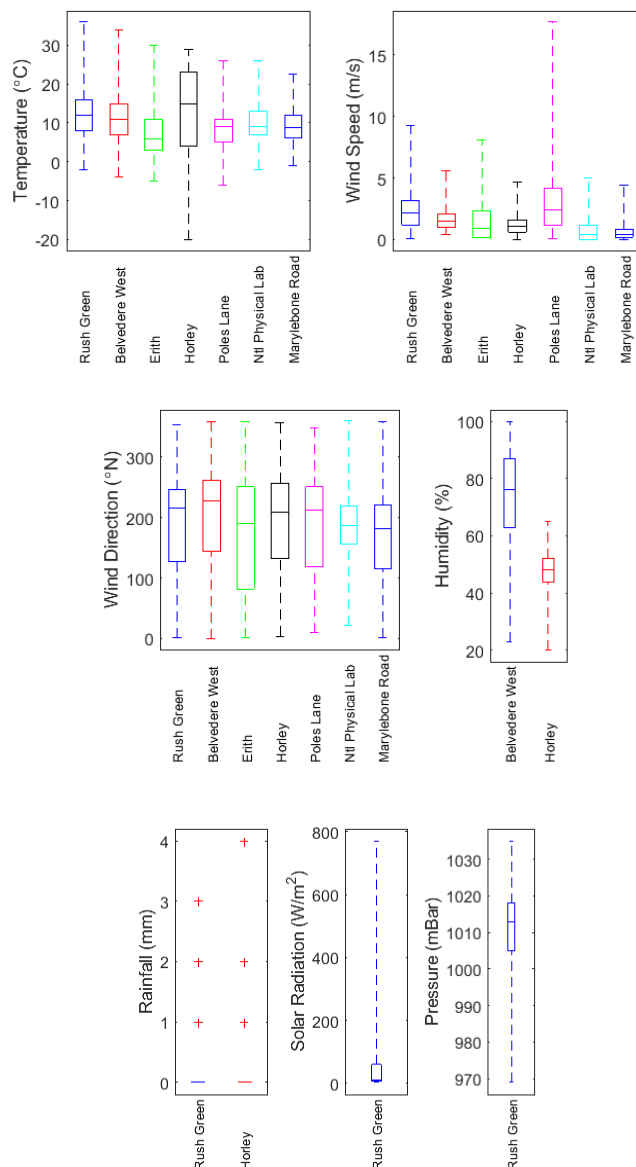 Temperature (°C)
30
20
10
0
-10
-20
Rush Green
Belvedere West
Erith
Horley
Poles Lane
Ntl Physical Lab
Marylebone Road
Wind Speed (m/s)
15
10
5
0
Rush Green
Belvedere West
Erith
Horley
Poles Lane
Ntl Physical Lab
Marylebone Road
Wind Direction (°N)
300
200
100
0
Rush Green
Belvedere West
Erith
Horley
Poles Lane
Ntl Physical Lab
Marylebone Road
Humidity (%)
100
80
60
40
20
Belvedere West
Horley
Rainfall (mm)
4
3
2
1
0
Rush Green
Horley
Solar Radiation (W/m²)
800
600
400
200
0
Rush Green
Pressure (mBar)
1030
1020
1010
1000
990
980
970
Rush Green